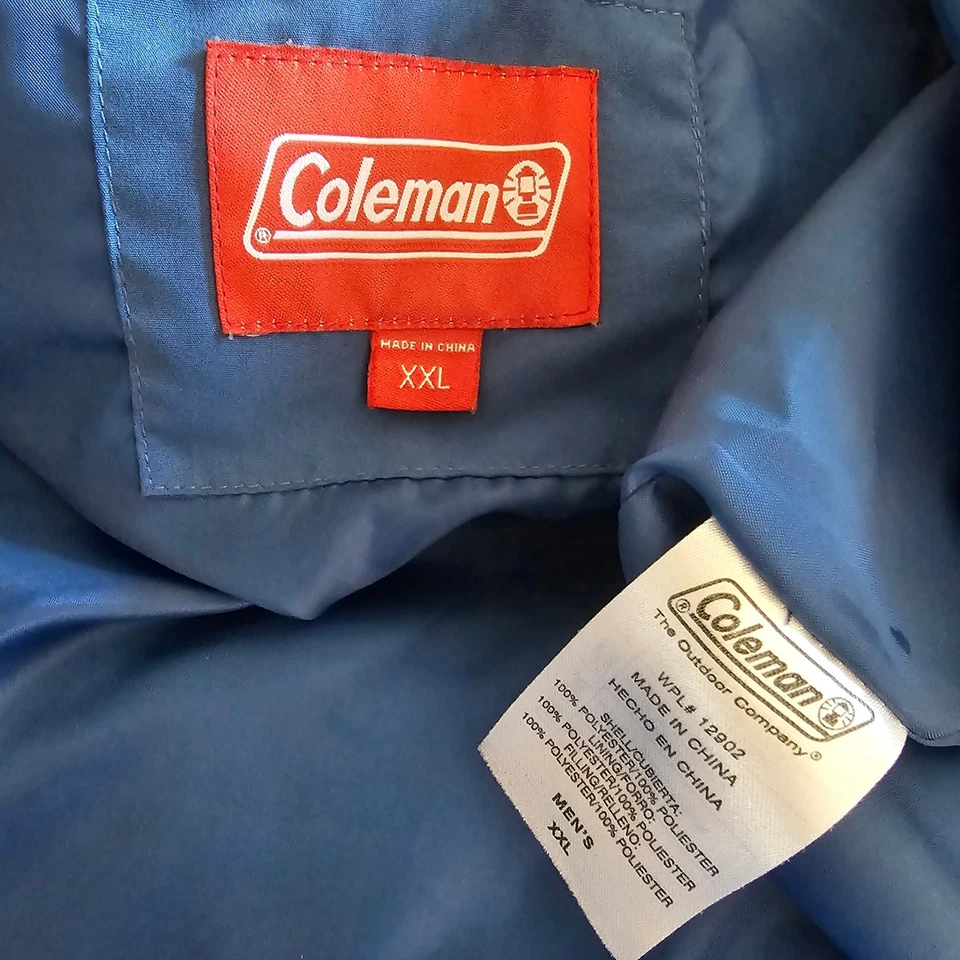 Coleman
®
MADE IN CHINA
XXL
Coleman
®
The Outdoor Company®
WPL# 12902
MADE IN CHINA
HECHO EN CHINA
SHELL/CUBIERTA:
100% POLYESTER/100% POLIESTER
LINING/FORRO:
100% POLYESTER/100% POLIESTER
FILLING/RELLENO:
100% POLYESTER/100% POLIESTER
MEN'S
XXL